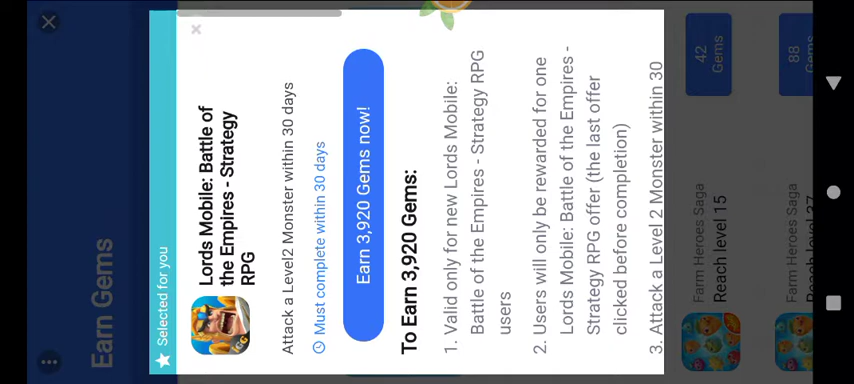 Earn Gems
Selected for you
Lords Mobile: Battle of
the Empires - Strategy
RPG
Attack a Level2 Monster within 30 days
Must complete within 30 days
Earn 3,920 Gems now!
To Earn 3,920 Gems:
1. Valid only for new Lords Mobile:
Battle of the Empires - Strategy RPG
users
2. Users will only be rewarded for one
Lords Mobile: Battle of the Empires -
Strategy RPG offer (the last offer
clicked before completion)
3. Attack a Level 2 Monster within 30
Farm Heroes Saga
Reach level 15
42
Gems
Farm Heroes Saga
Reach level 37
88
Gems
IGG